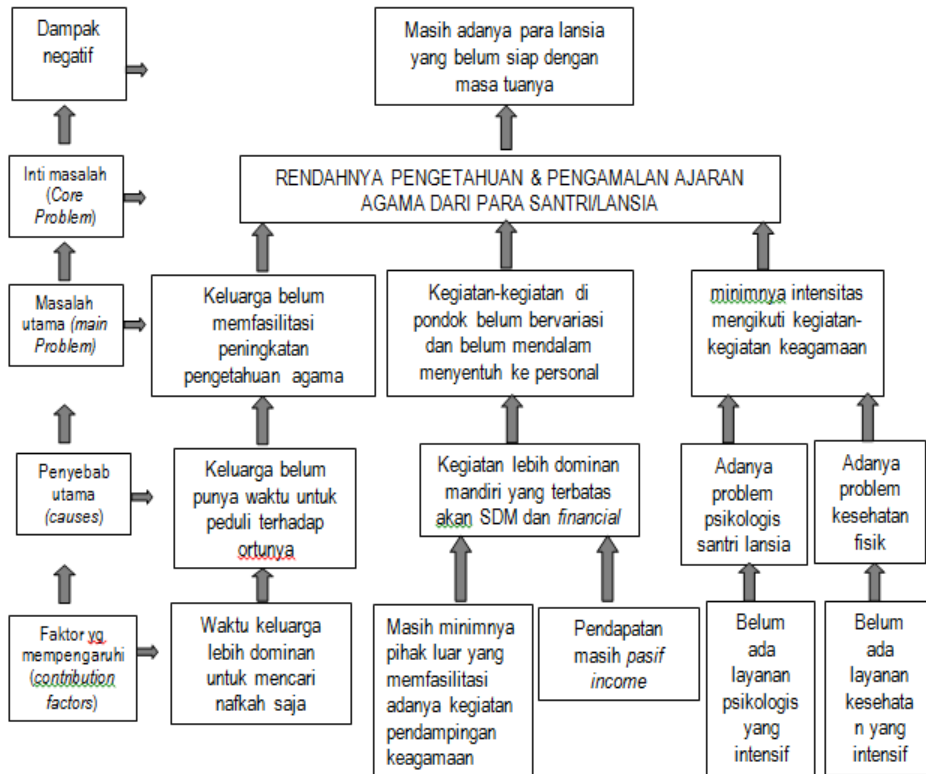 Dampak
negatif
Masih adanya para lansia
yang belum siap dengan
masa tuanya
Inti masalah
(Core
Problem)
RENDAHNYA PENGETAHUAN & PENGAMALAN AJARAN
AGAMA DARI PARA SANTRI/LANSIA
Masalah
utama (main
Problem)
Keluarga belum
memfasilitasi
peningkatan
pengetahuan agama
Kegiatan-kegiatan di
pondok belum bervariasi
dan belum mendalam
menyentuh ke personal
minimnya intensitas
mengikuti kegiatan-
kegiatan keagamaan
Penyebab
utama
(causes)
Keluarga belum
punya waktu untuk
peduli terhadap
ortunya
Kegiatan lebih dominan
mandiri yang terbatas
akan SDM dan financial
Adanya
problem
psikologis
santri lansia
Adanya
problem
kesehatan
fisik
Faktor yg
mempengaruhi
(contribution
factors)
Waktu keluarga
lebih dominan
untuk mencari
nafkah saja
Masih minimnya
pihak luar yang
memfasilitasi
adanya kegiatan
pendampingan
keagamaan
Pendapatan
masih pasif
income
Belum
ada
layanan
psikologis
yang
intensif
Belum
ada
layanan
kesehata
n yang
intensif